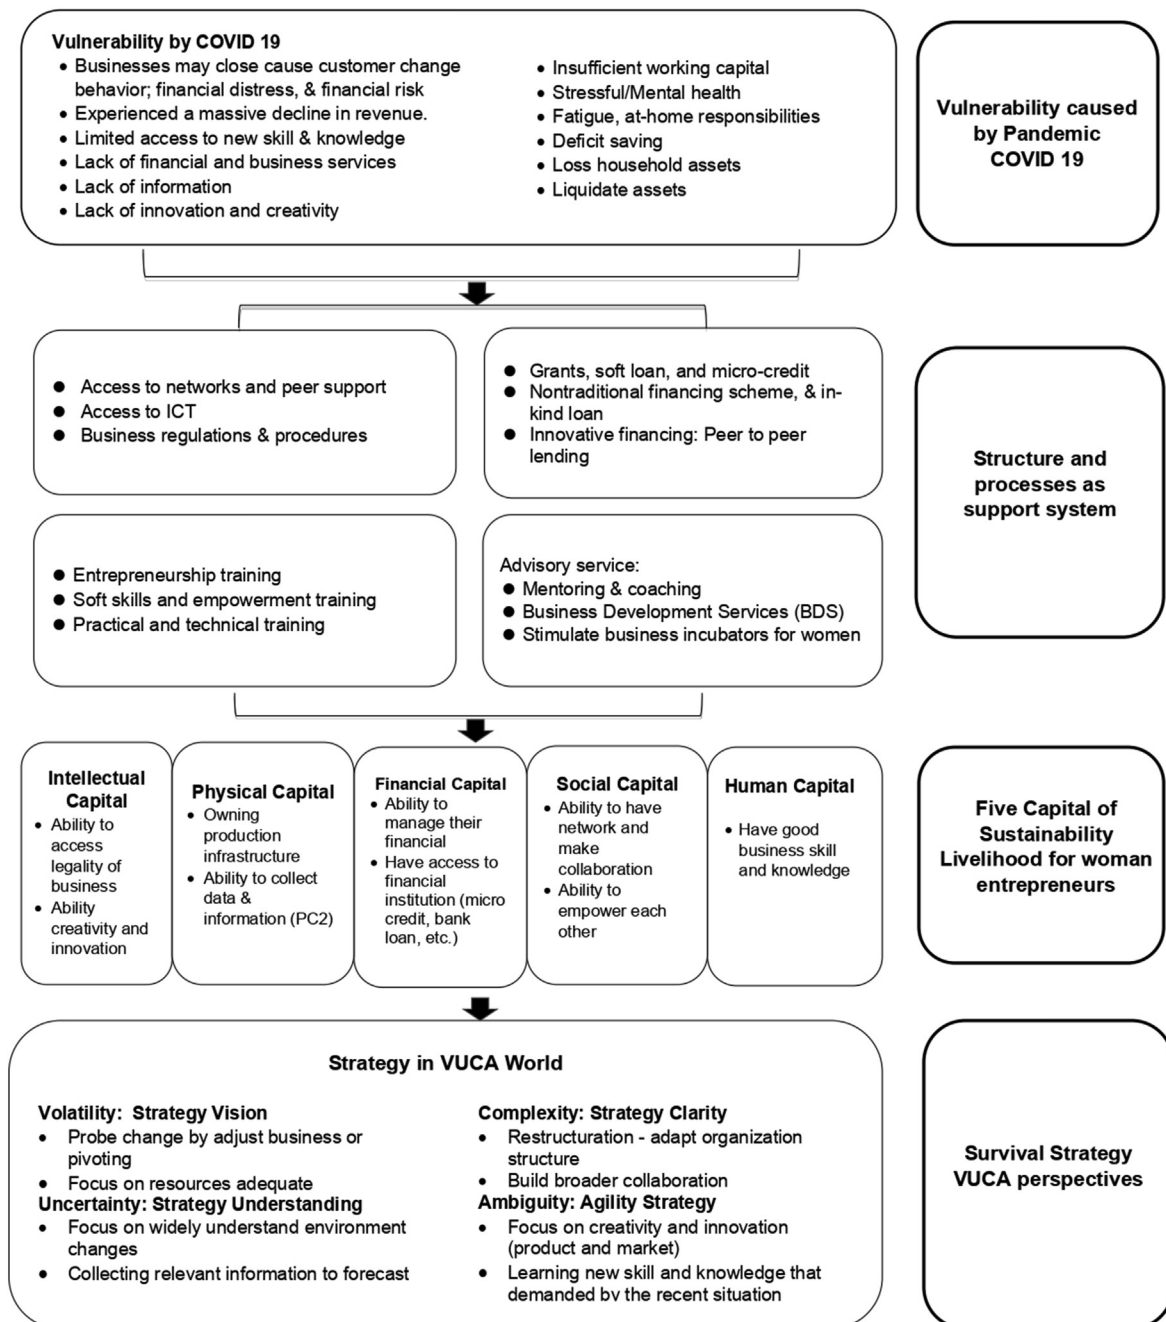 Vulnerability by COVID 19
• Businesses may close cause customer change
behavior; financial distress, & financial risk
• Experienced a massive decline in revenue.
• Limited access to new skill & knowledge
• Lack of financial and business services
• Lack of information
• Lack of innovation and creativity
• Insufficient working capital
• Stressful/Mental health
• Fatigue, at-home responsibilities
• Deficit saving
• Loss household assets
• Liquidate assets
Vulnerability caused
by Pandemic
COVID 19
● Access to networks and peer support
● Access to ICT
● Business regulations & procedures
● Grants, soft loan, and micro-credit
● Nontraditional financing scheme, & in-
kind loan
● Innovative financing: Peer to peer
lending
● Entrepreneurship training
● Soft skills and empowerment training
● Practical and technical training
Advisory service:
● Mentoring & coaching
● Business Development Services (BDS)
● Stimulate business incubators for women
Structure and
processes as
support system
Intellectual
Capital
• Ability to
access
legality of
business
• Ability
creativity and
innovation
Physical Capital
• Owning
production
infrastructure
• Ability to collect
data &
information (PC2)
Financial Capital
• Ability to
manage their
financial
• Have access to
financial
institution (micro
credit, bank
loan, etc.)
Social Capital
• Ability to have
network and
make
collaboration
• Ability to
empower each
other
Human Capital
• Have good
business skill
and knowledge
Five Capital of
Sustainability
Livelihood for woman
entrepreneurs
Strategy in VUCA World
Volatility: Strategy Vision
• Probe change by adjust business or
pivoting
• Focus on resources adequate
Uncertainty: Strategy Understanding
• Focus on widely understand environment
changes
• Collecting relevant information to forecast
Complexity: Strategy Clarity
• Restructuration - adapt organization
structure
• Build broader collaboration
Ambiguity: Agility Strategy
• Focus on creativity and innovation
(product and market)
• Learning new skill and knowledge that
demanded by the recent situation
Survival Strategy
VUCA perspectives